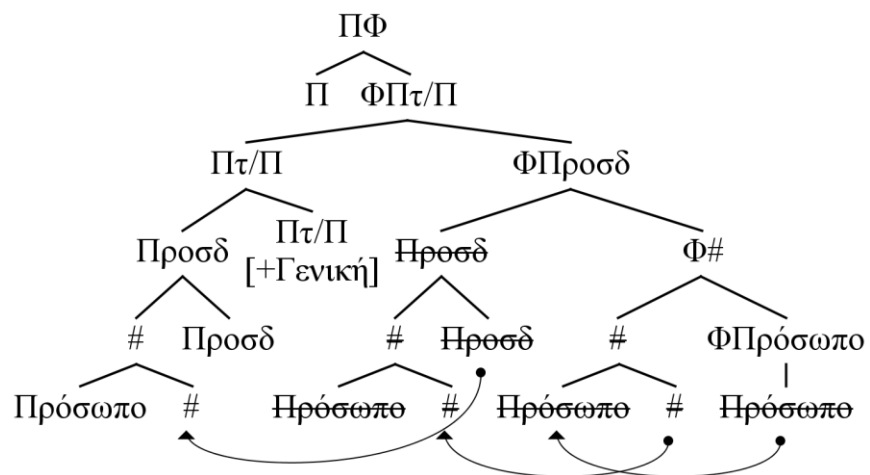 ΠΦ
Π ΦΠτ/Π
Πτ/Π ΦΠροσδ
Προσδ Πτ/Π [+Γενική] Προσδ Φ#
# Προσδ # Προσδ # ΦΠρόσωπο
Πρόσωπο # Πρόσωπο # Πρόσωπο # Πρόσωπο